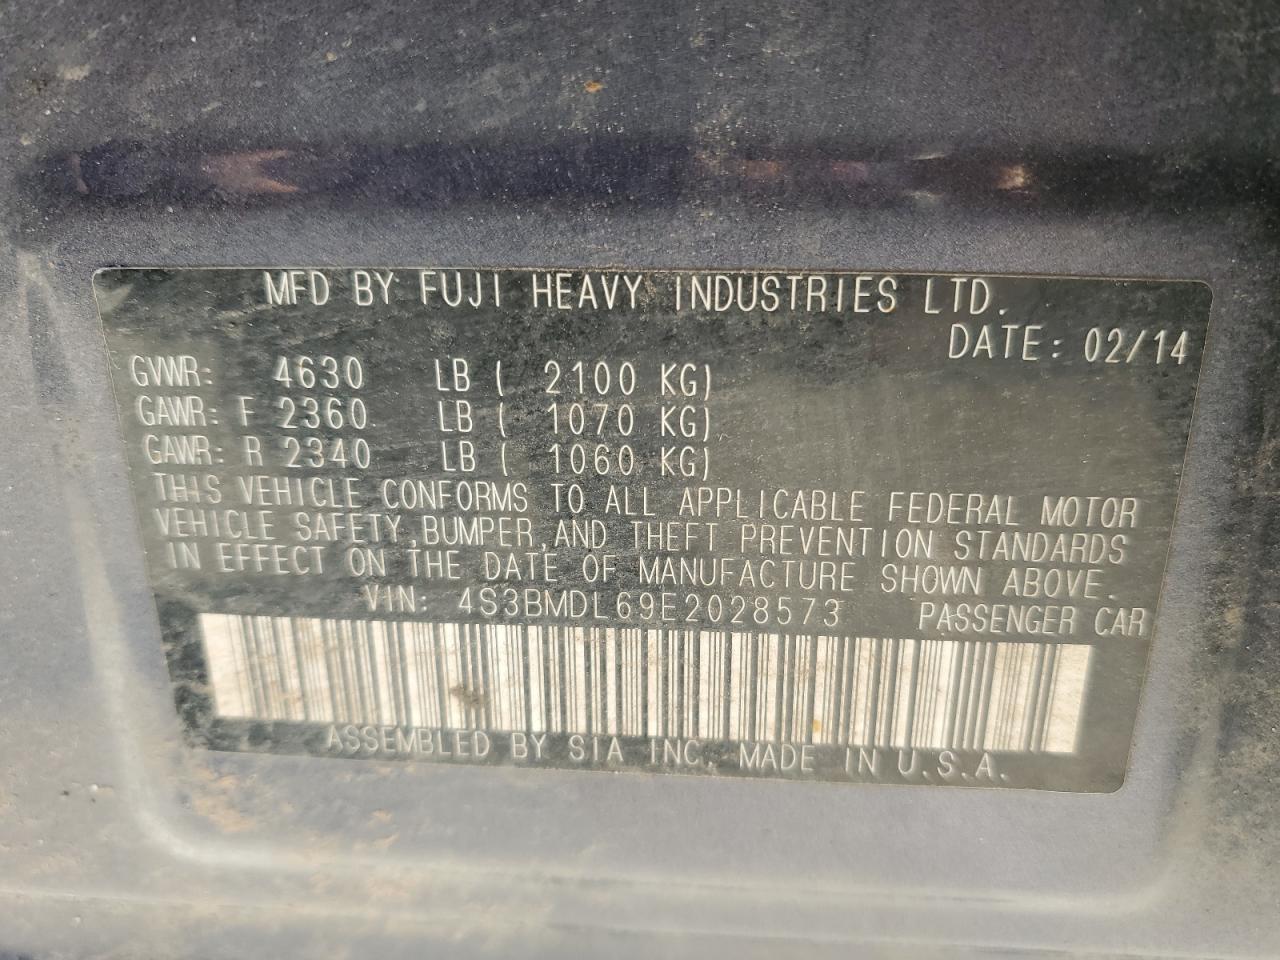 MFD BY FUJI HEAVY INDUSTRIES LTD.
DATE: 02/14
GVWR: 4630 LB ( 2100 KG)
GAWR: F 2360 LB ( 1070 KG)
GAWR: R 2340 LB ( 1060 KG)
THIS VEHICLE CONFORMS TO ALL APPLICABLE FEDERAL MOTOR
VEHICLE SAFETY, BUMPER, AND THEFT PREVENTION STANDARDS
IN EFFECT ON THE DATE OF MANUFACTURE SHOWN ABOVE.
VIN: 4S3BMDL69E2028573 PASSENGER CAR
ASSEMBLED BY SIA INC. MADE IN U.S.A.